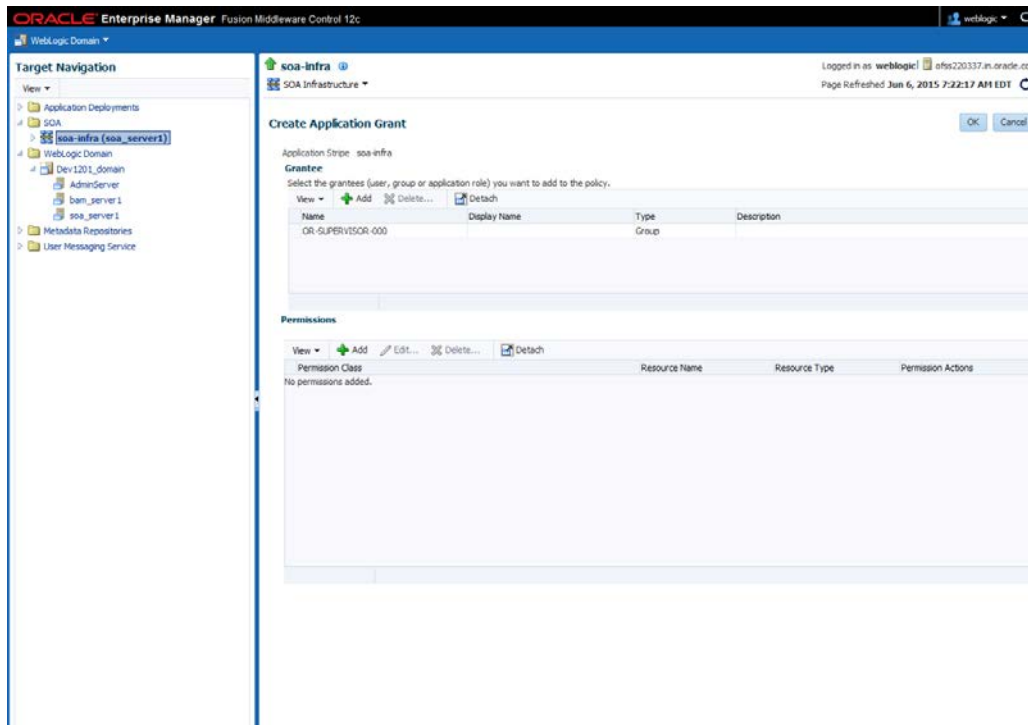 ORACLE Enterprise Manager Fusion Middleware Control 12c
weblogic
WebLogic Domain
Target Navigation
View
Application Deployments
SOA
soa-infra (soa_server1)
WebLogic Domain
Dev1201_domain
AdminServer
bam_server1
soa_server1
Metadata Repositories
User Messaging Service
soa-infra
SOA Infrastructure
Logged in as weblogic ofss220337.in.oracle.co
Page Refreshed Jun 6, 2015 7:22:17 AM EDT
Create Application Grant
OK Cancel
Application Stripe soa-infra
Grantee
Select the grantees (user, group or application role) you want to add to the policy.
View Add Delete... Detach
Name Display Name Type Description
OR-SUPERVISOR-000 Group
Permissions
View Add Edit... Delete... Detach
Permission Class Resource Name Resource Type Permission Actions
No permissions added.